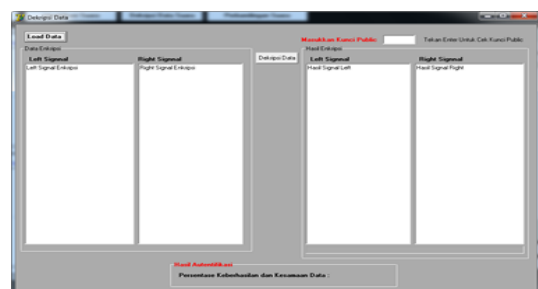 Dekripsi Data
Load Data
Masukkan Kunci Public
Tekan Enter Untuk Cek Kunci Public
Data Enkripsi
Left Signnal
Right Signnal
Left Signal Enkripsi
Right Signal Enkripsi
Dekripsi Data
Hasil Enkripsi
Left Signnal
Right Signnal
Hasil Signal Left
Hasil Signal Right
Hasil Autentifikasi
Persentase Keberhasilan dan Kesamaan Data :